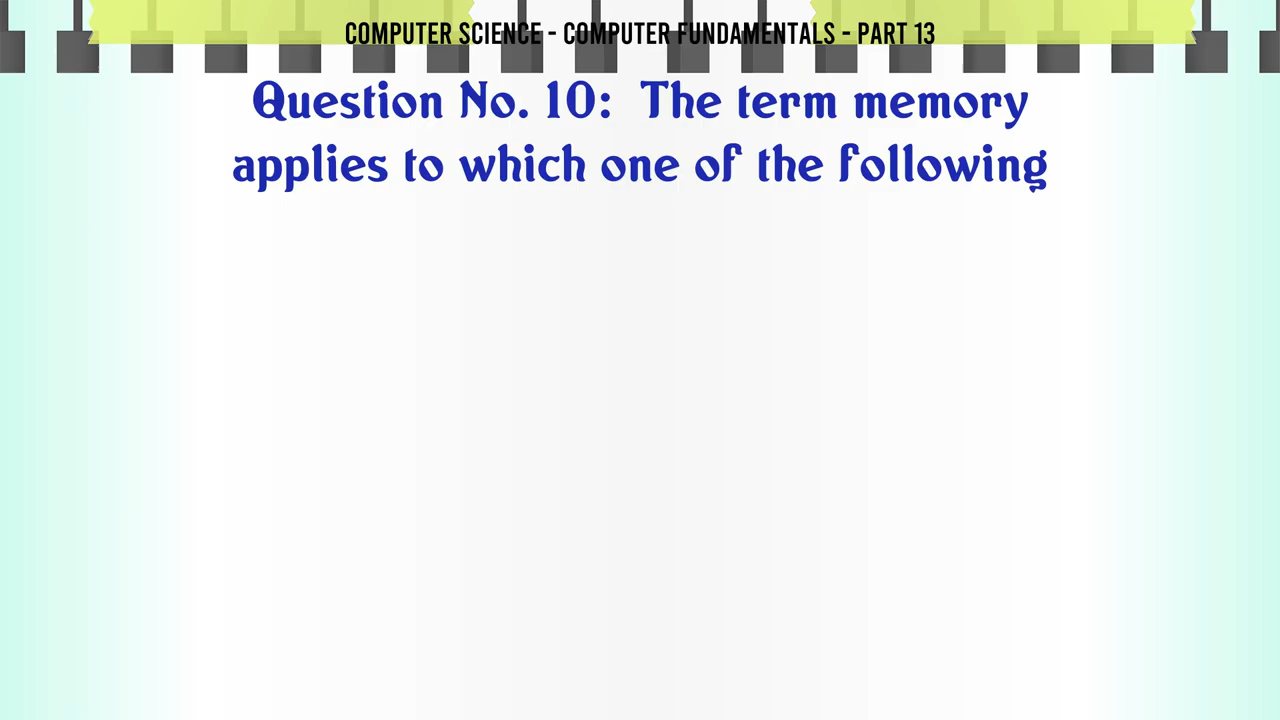 COMPUTER SCIENCE - COMPUTER FUNDAMENTALS - PART 13
Question No. 10: The term memory
applies to which one of the following